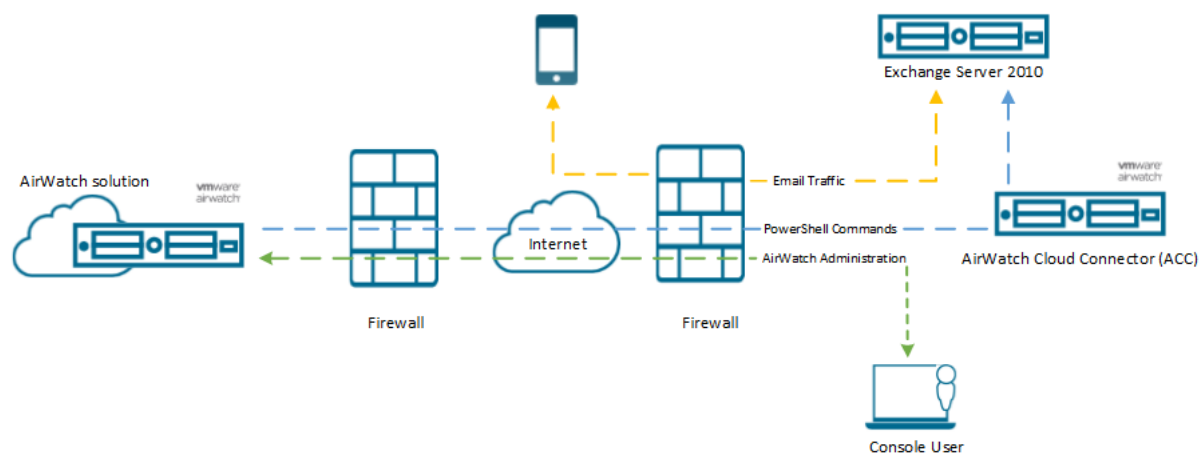 Exchange Server 2010
AirWatch solution
vmware
airwatch
Email Traffic
vmware
airwatch
Internet
PowerShell Commands
AirWatch Administration
AirWatch Cloud Connector (ACC)
Firewall
Firewall
Console User